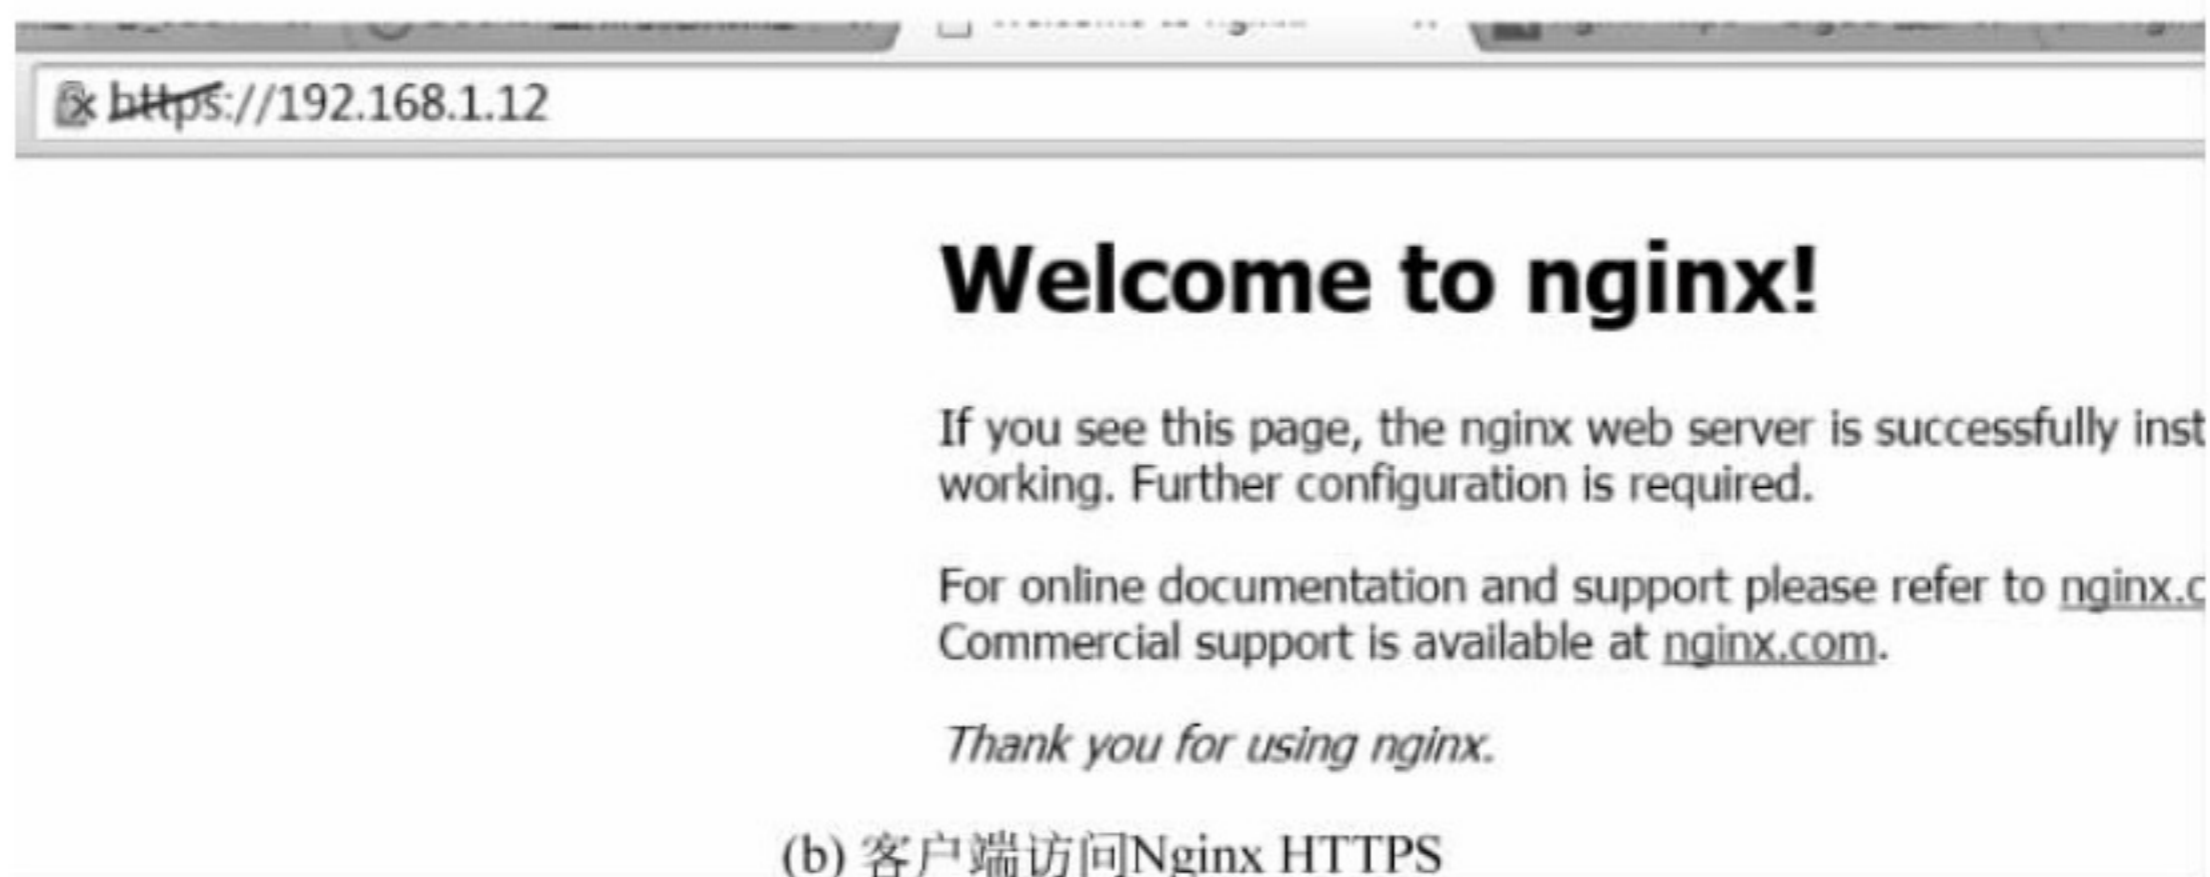 https://192.168.1.12
Welcome to nginx!
If you see this page, the nginx web server is successfully inst
working. Further configuration is required.
For online documentation and support please refer to nginx.c
Commercial support is available at nginx.com.
Thank you for using nginx.
(b) 客户端访问Nginx HTTPS